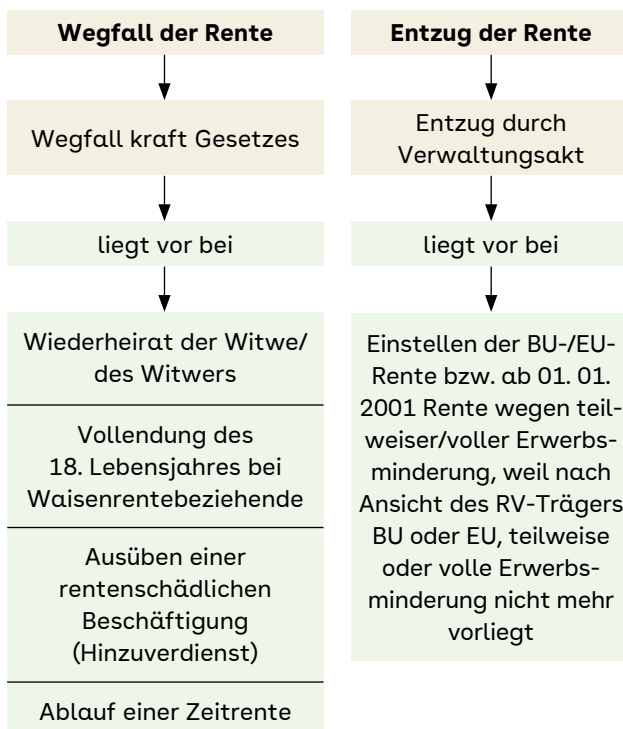 Wegfall der Rente
Wegfall kraft Gesetzes
liegt vor bei
Wiederheirat der Witwe/
des Witwers
Vollendung des
18. Lebensjahres bei
Waisenrentebeziehende
Ausüben einer
rentenschädlichen
Beschäftigung
(Hinzuverdienst)
Ablauf einer Zeitrente
Entzug der Rente
Entzug durch
Verwaltungsakt
liegt vor bei
Einstellen der BU-/EU-
Rente bzw. ab 01. 01.
2001 Rente wegen teil-
weiser/voller Erwerbs-
minderung, weil nach
Ansicht des RV-Trägers
BU oder EU, teilweise
oder volle Erwerbs-
minderung nicht mehr
vorliegt